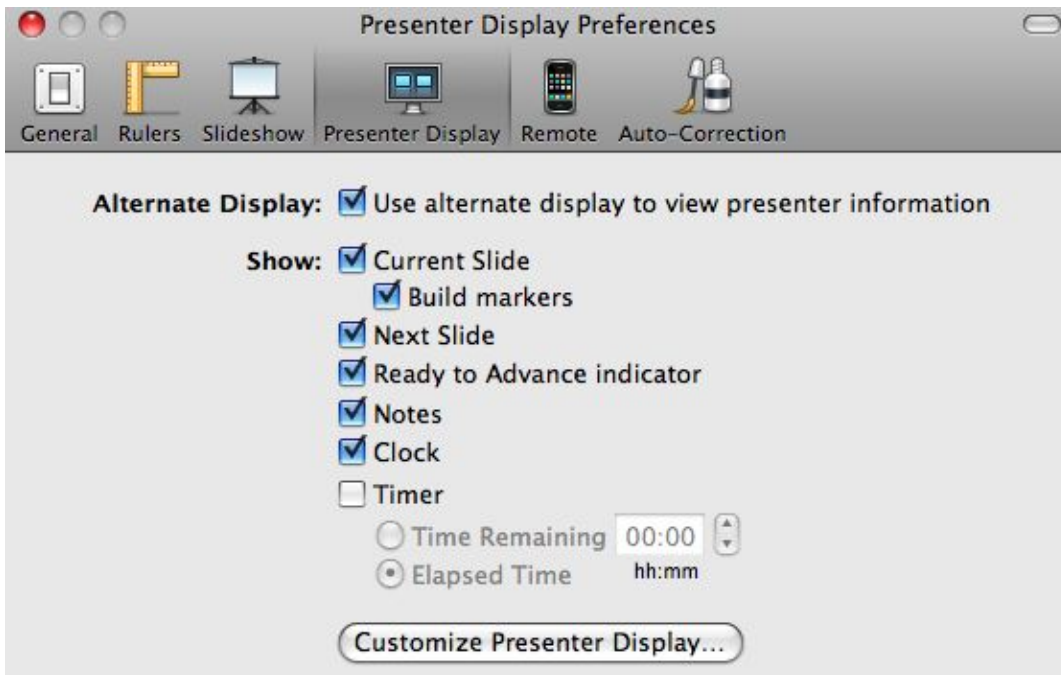 Presenter Display Preferences
General Rulers Slideshow Presenter Display Remote Auto-Correction
Alternate Display: Use alternate display to view presenter information
Show: Current Slide
Build markers
Next Slide
Ready to Advance indicator
Notes
Clock
Timer
Time Remaining 00:00
Elapsed Time hh:mm
Customize Presenter Display...